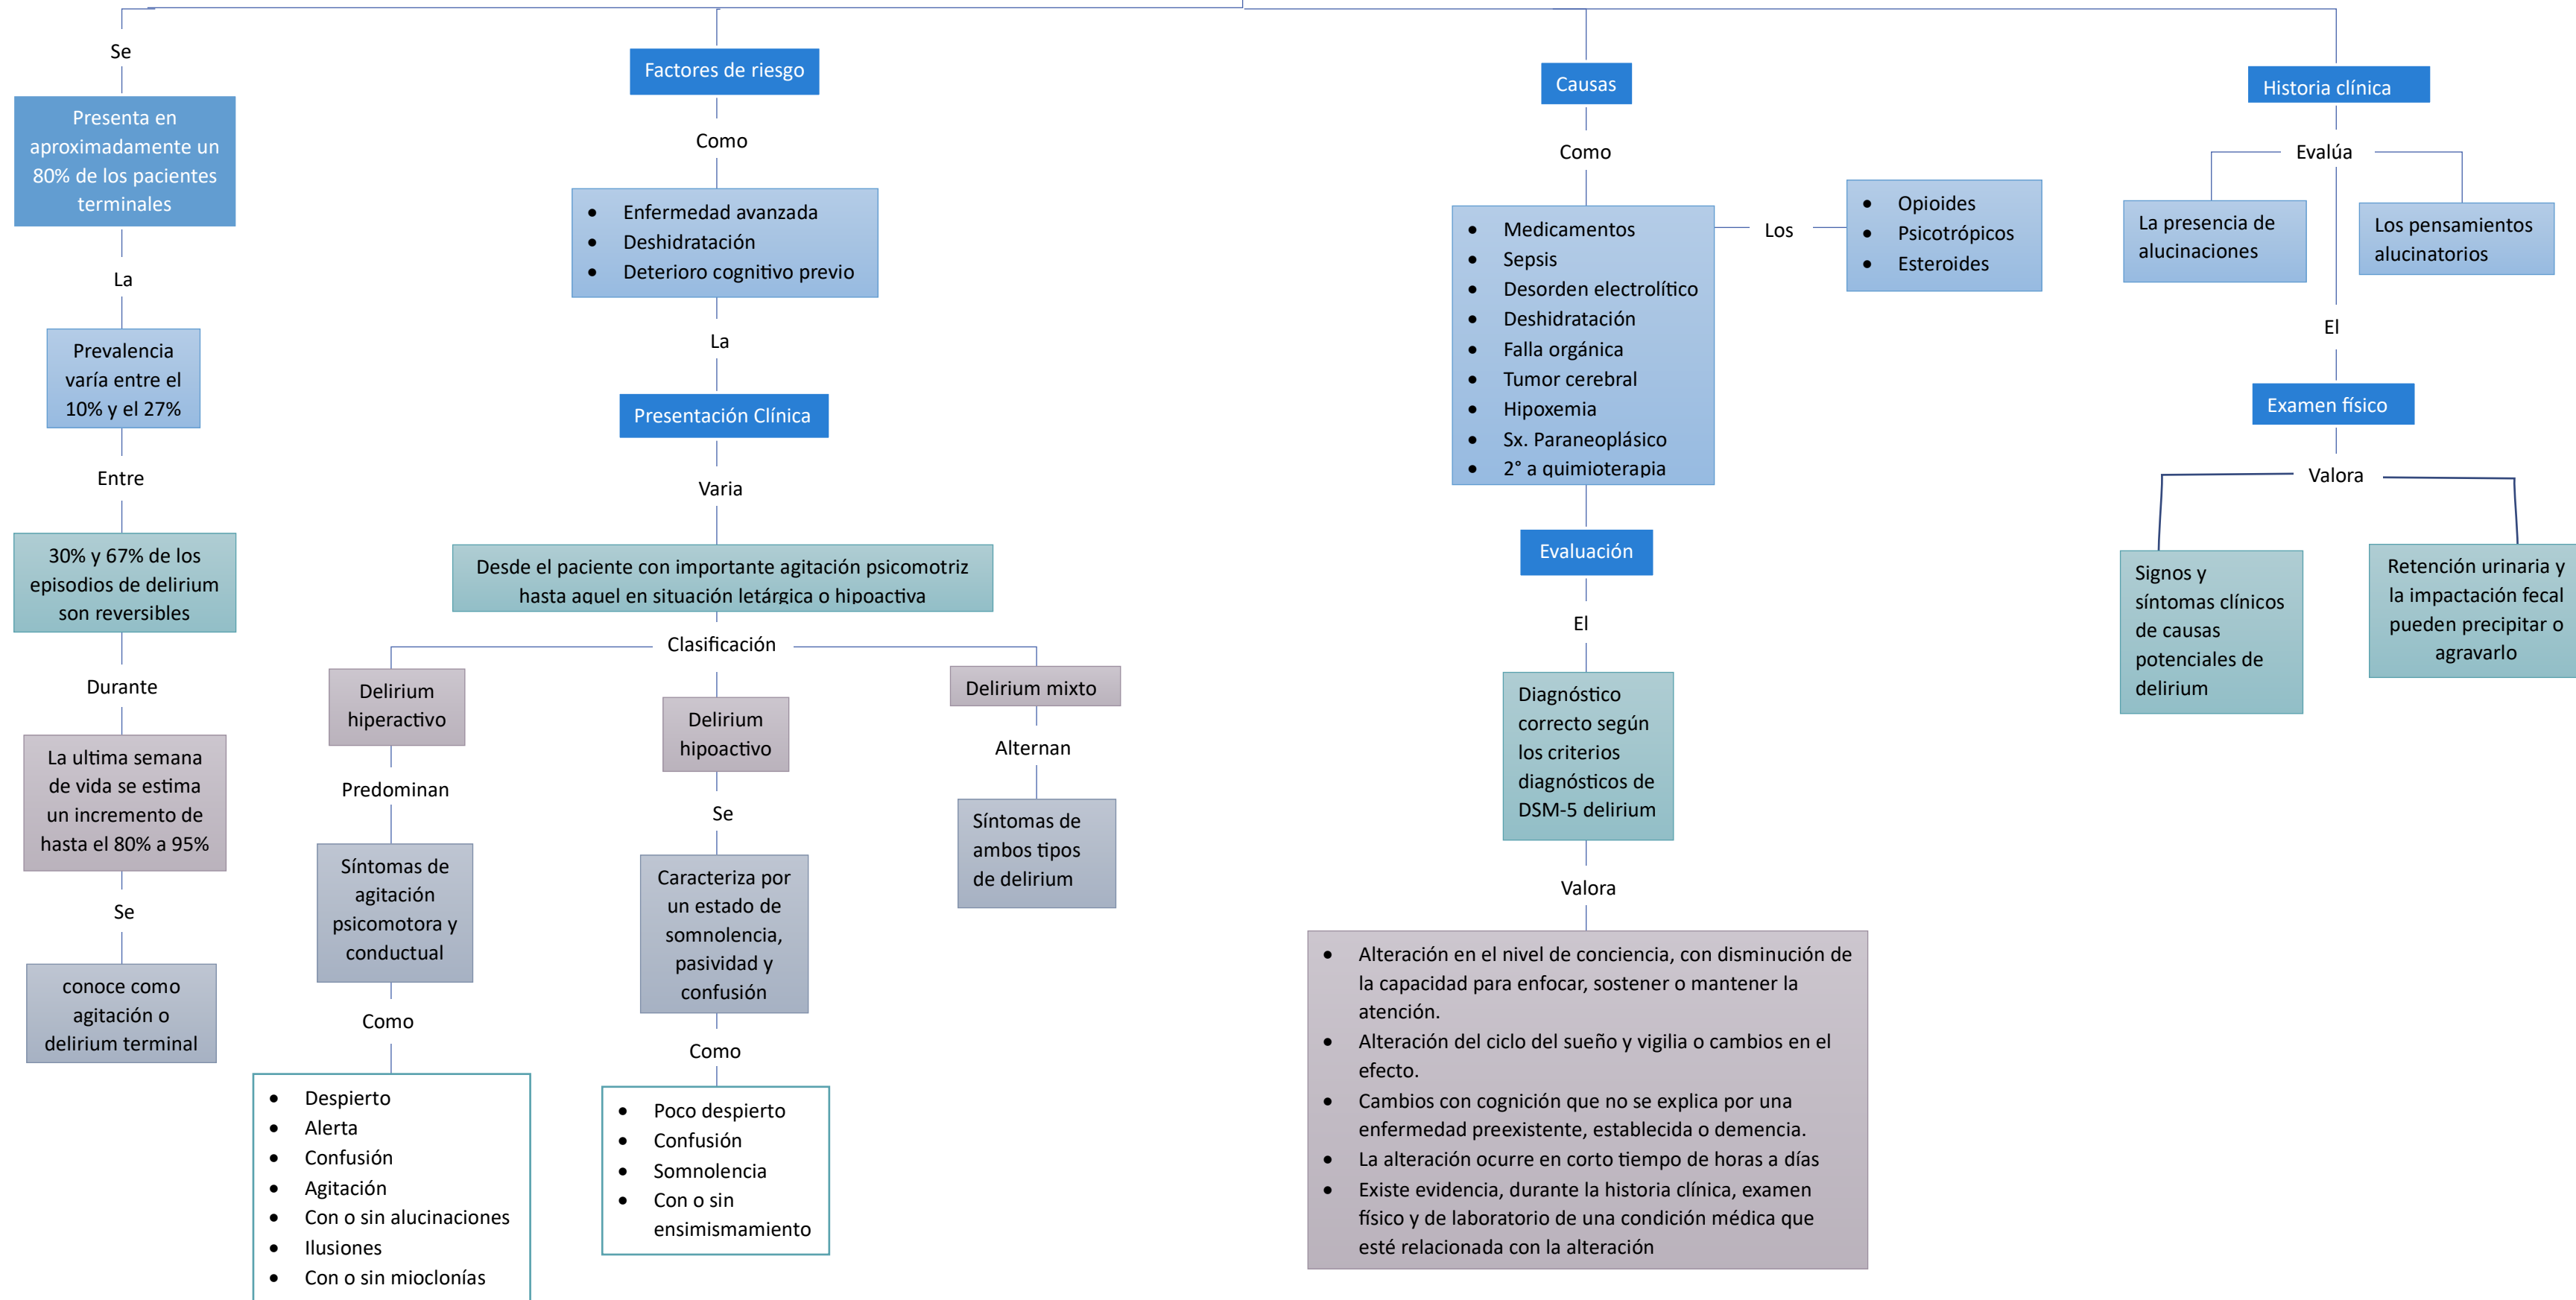 Se
Presenta en
aproximadamente un
80% de los pacientes
terminales
La
Prevalencia
varía entre el
10% y el 27%
Entre
30% y 67% de los
episodios de delirium
son reversibles
Durante
La ultima semana
de vida se estima
un incremento de
hasta el 80% a 95%
Se
conoce como
agitación o
delirium terminal
Factores de riesgo
Como
• Enfermedad avanzada
• Deshidratación
• Deterioro cognitivo previo
La
Presentación Clínica
Varia
Desde el paciente con importante agitación psicomotriz
hasta aquel en situación letárgica o hipoactiva
Clasificación
Delirium
hiperactivo
Predominan
Síntomas de
agitación
psicomotora y
conductual
Como
• Despierto
• Alerta
• Confusión
• Agitación
• Con o sin alucinaciones
• Ilusiones
• Con o sin mioclonías
Delirium
hipoactivo
Se
Caracteriza por
un estado de
somnolencia,
pasividad y
confusión
Como
• Poco despierto
• Confusión
• Somnolencia
• Con o sin
ensimismamiento
Delirium mixto
Alternan
Síntomas de
ambos tipos
de delirium
Causas
Como
• Medicamentos
• Sepsis
• Desorden electrolítico
• Deshidratación
• Falla orgánica
• Tumor cerebral
• Hipoxemia
• Sx. Paraneoplásico
• 2° a quimioterapia
Los
• Opioides
• Psicotrópicos
• Esteroides
Evaluación
El
Diagnóstico
correcto según
los criterios
diagnósticos de
DSM-5 delirium
Valora
• Alteración en el nivel de conciencia, con disminución de
la capacidad para enfocar, sostener o mantener la
atención.
• Alteración del ciclo del sueño y vigilia o cambios en el
efecto.
• Cambios con cognición que no se explica por una
enfermedad preexistente, establecida o demencia.
• La alteración ocurre en corto tiempo de horas a días
• Existe evidencia, durante la historia clínica, examen
físico y de laboratorio de una condición médica que
esté relacionada con la alteración
Historia clínica
Evalúa
La presencia de
alucinaciones
Los pensamientos
alucinatorios
El
Examen físico
Valora
Signos y
síntomas clínicos
de causas
potenciales de
delirium
Retención urinaria y
la impactación fecal
pueden precipitar o
agravarlo